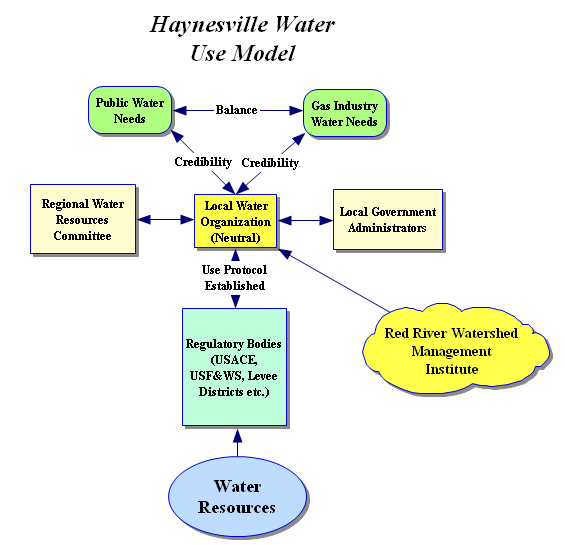 Haynesville Water
Use Model
Public Water
Needs
Balance
Gas Industry
Water Needs
Credibility
Credibility
Regional Water
Resources
Committee
Local Water
Organization
(Neutral)
Local Government
Administrators
Use Protocol
Established
Regulatory Bodies
(USACE,
USF&WS, Levee
Districts etc.)
Red River Watershed
Management
Institute
Water
Resources